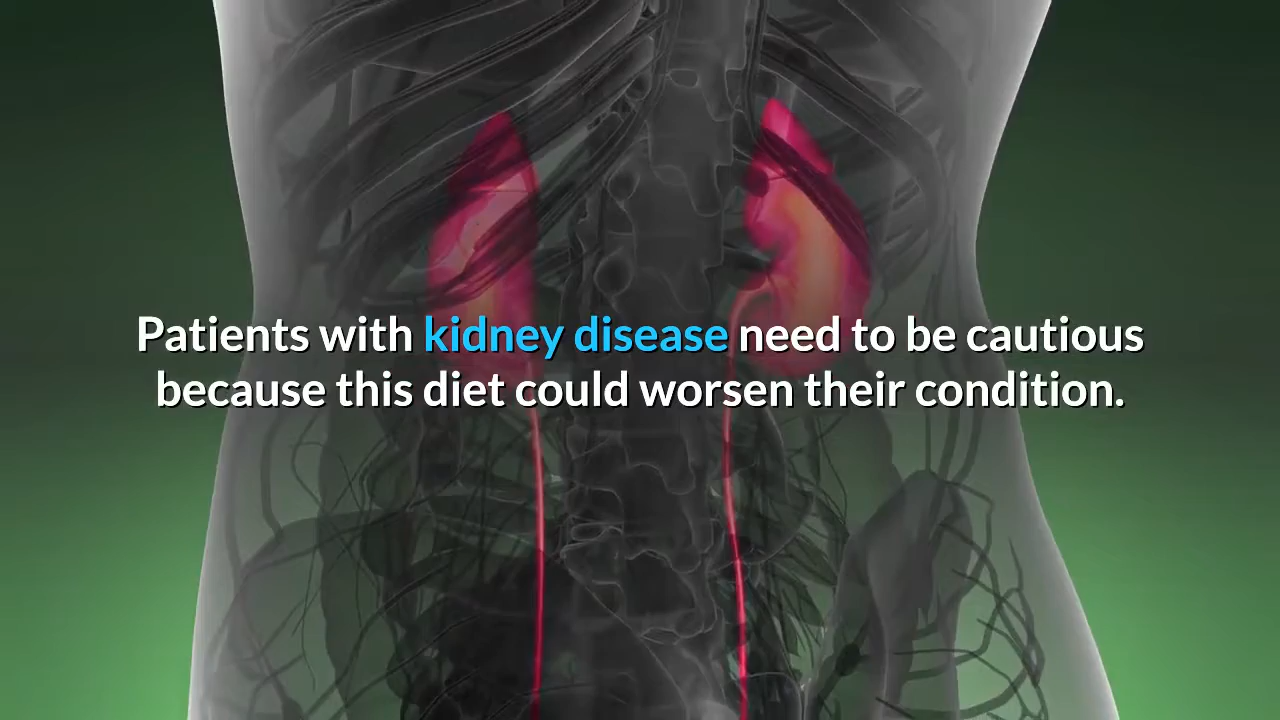 Patients with kidney disease need to be cautious
because this diet could worsen their condition.